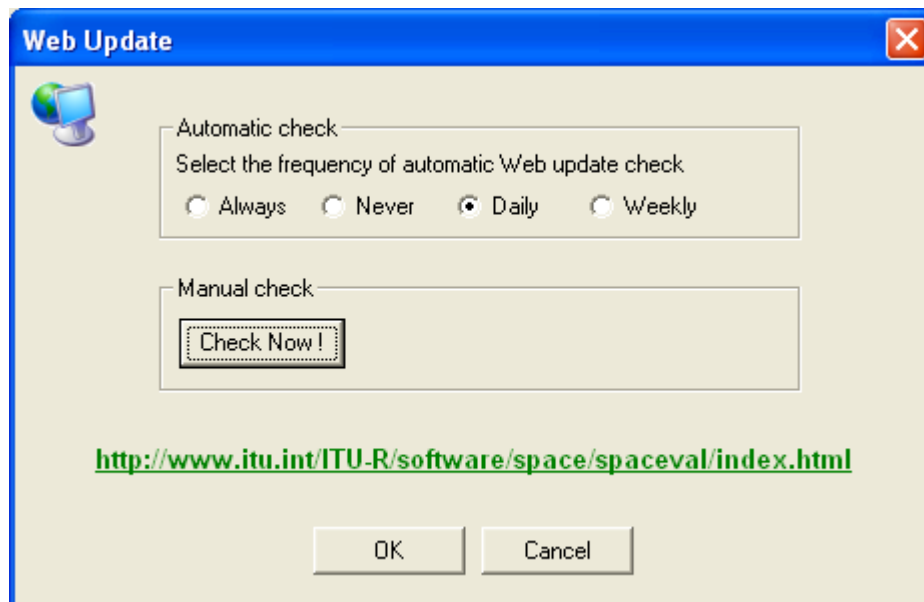 Web Update
Automatic check
Select the frequency of automatic Web update check
Always Never Daily Weekly
Manual check
Check Now !
http://www.itu.int/ITU-R/software/space/spaceval/index.html
OK Cancel